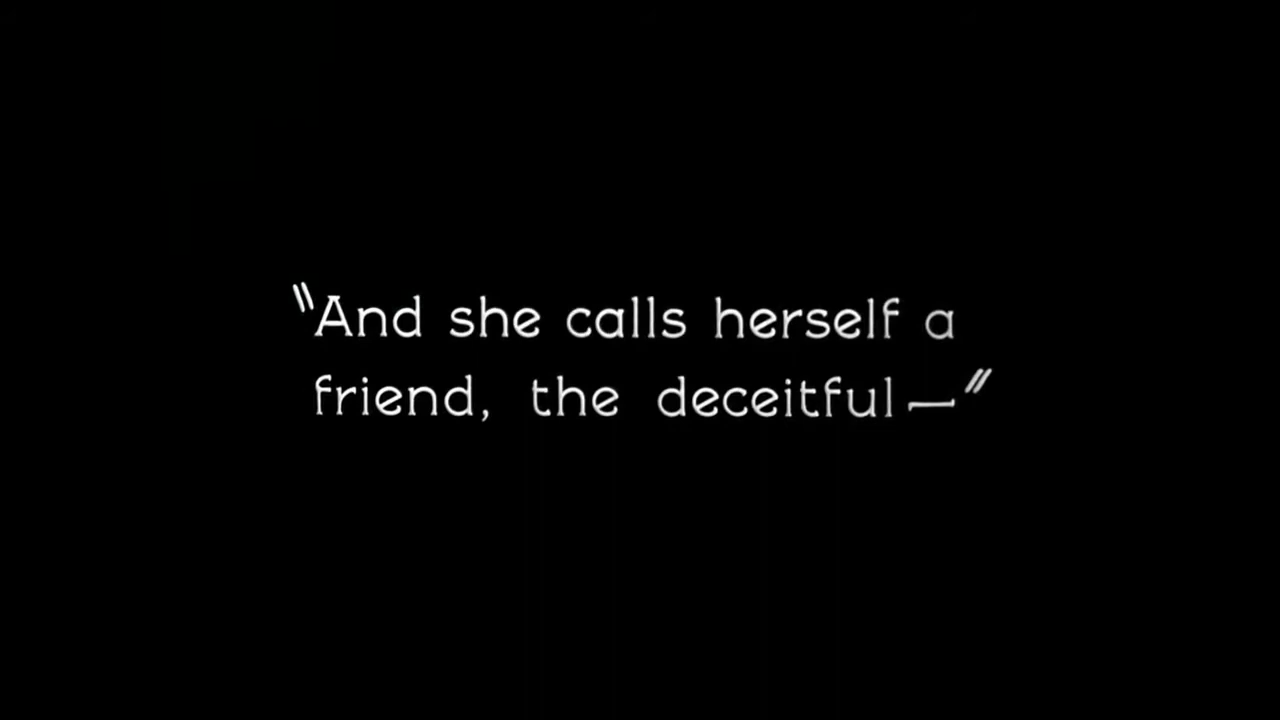 "And she calls herself a
friend, the deceitful—"